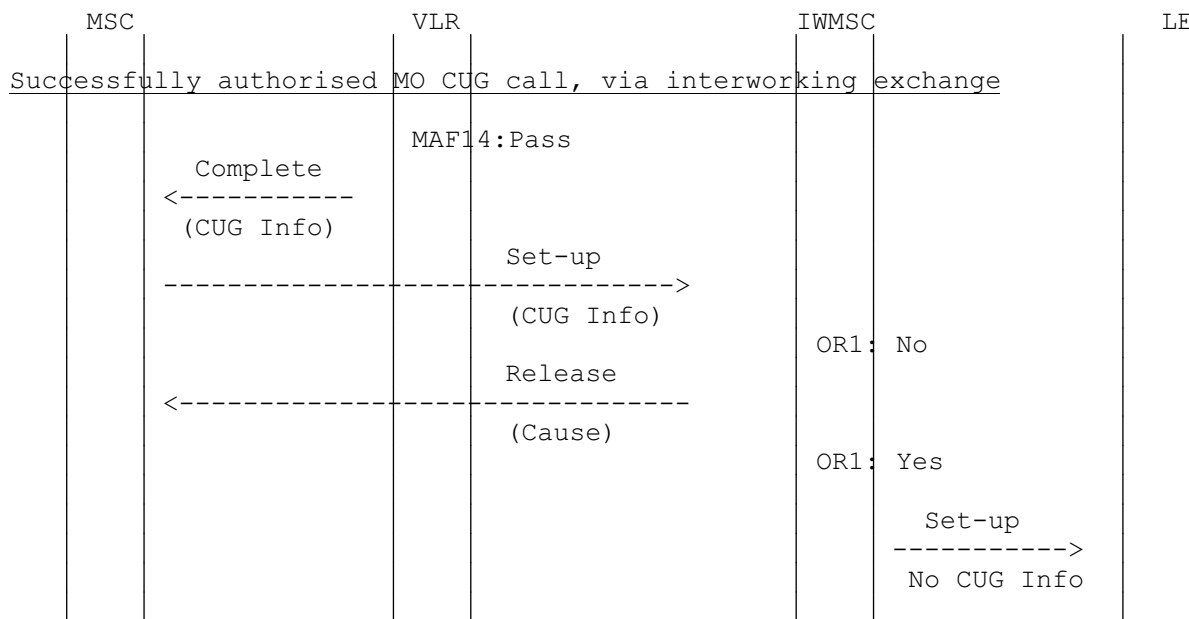 MSC VLR IWMSC LE
Successfully authorised MO CUG call, via interworking exchange
MAF14:Pass
Complete
<-----------
(CUG Info)
Set-up
-------------------------------->
(CUG Info)
OR1: No
Release
<--------------------------------
(Cause)
OR1: Yes
Set-up
----------->
No CUG Info